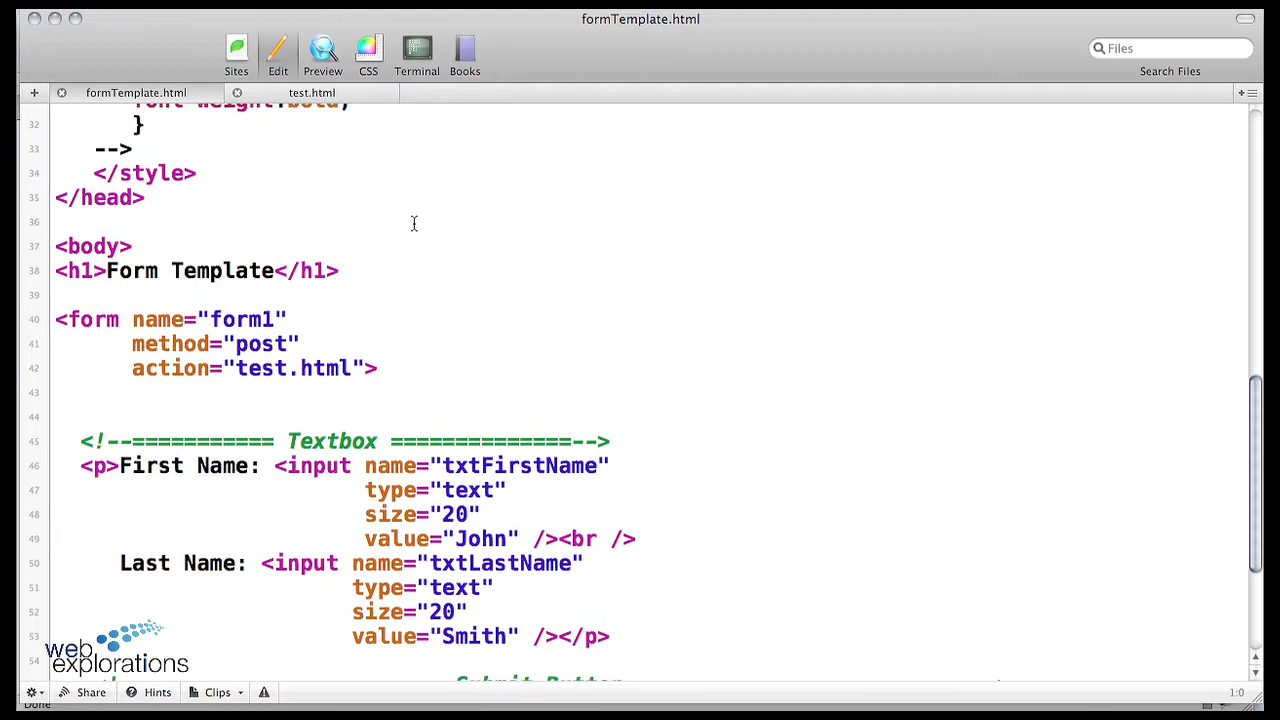 formTemplate.html
Sites Edit Preview CSS Terminal Books
Files
Search Files
formTemplate.html test.html
32 }
33 -->
34 </style>
35 </head>
36
37 <body>
38 <h1>Form Template</h1>
39
40 <form name="form1"
41 method="post"
42 action="test.html">
43
44
45 <!--=========== Textbox ==============-->
46 <p>First Name: <input name="txtFirstName"
47 type="text"
48 size="20"
49 value="John" /><br />
50 Last Name: <input name="txtLastName"
51 type="text"
52 size="20"
53 value="Smith" /></p>
54
web
explorations
Share Hints Clips 1:0
Done